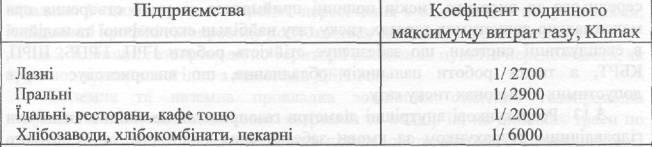 Підприємства Коефіцієнт годинного
максимуму витрат газу, Khmax
Лазні 1/ 2700
Пральні 1/ 2900
Їдальні, ресторани, кафе тощо 1/ 2000
Хлібозаводи, хлібокомбінати, пекарні 1/ 6000